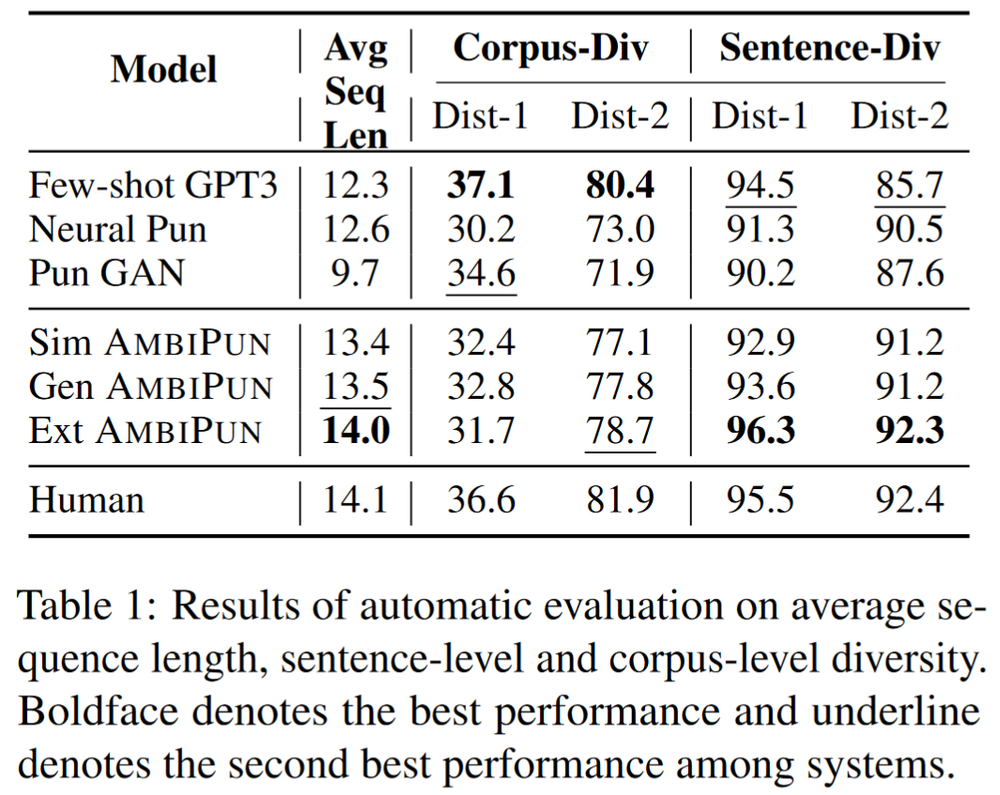 Model Avg Seq Len Corpus-Div Sentence-Div
Dist-1 Dist-2 Dist-1 Dist-2
Few-shot GPT3 12.3 37.1 80.4 94.5 85.7
Neural Pun 12.6 30.2 73.0 91.3 90.5
Pun GAN 9.7 34.6 71.9 90.2 87.6
Sim AMBIPUN 13.4 32.4 77.1 92.9 91.2
Gen AMBIPUN 13.5 32.8 77.8 93.6 91.2
Ext AMBIPUN 14.0 31.7 78.7 96.3 92.3
Human 14.1 36.6 81.9 95.5 92.4
Table 1: Results of automatic evaluation on average se-
quence length, sentence-level and corpus-level diversity.
Boldface denotes the best performance and underline
denotes the second best performance among systems.